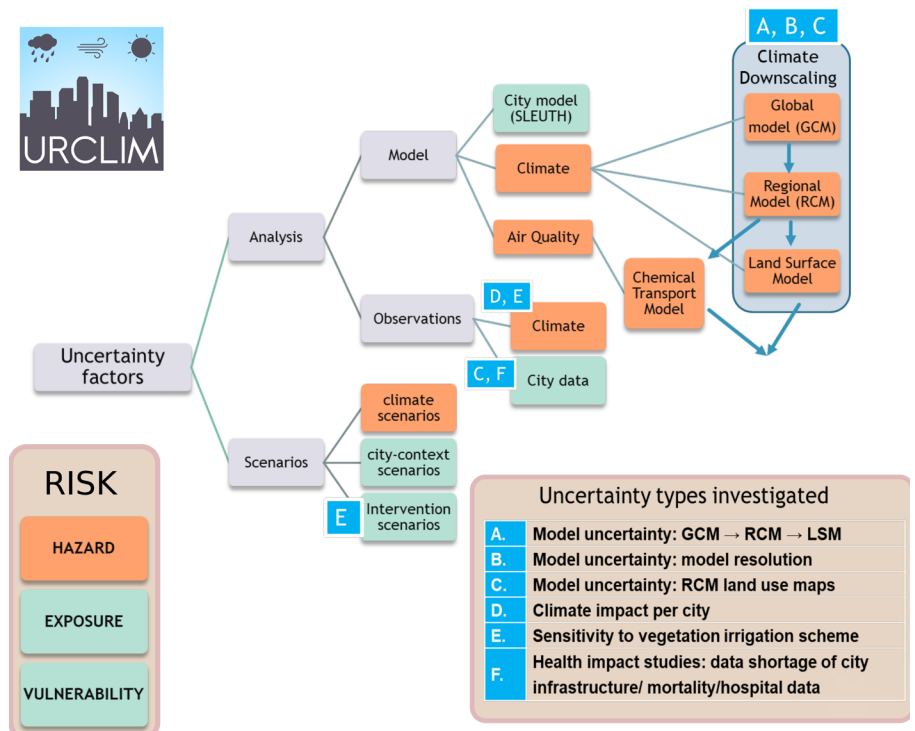 URCLIM
A, B, C
Climate
Downscaling
Global
model (GCM)
Regional
Model (RCM)
Land Surface
Model
City model
(SLEUTH)
Model
Climate
Air Quality
Chemical
Transport
Model
Analysis
Observations
D, E
Climate
C, F
City data
Uncertainty
factors
Scenarios
climate
scenarios
city-context
scenarios
E
Intervention
scenarios
RISK
HAZARD
EXPOSURE
VULNERABILITY
Uncertainty types investigated
A. Model uncertainty: GCM → RCM → LSM
B. Model uncertainty: model resolution
C. Model uncertainty: RCM land use maps
D. Climate impact per city
E. Sensitivity to vegetation irrigation scheme
F. Health impact studies: data shortage of city
infrastructure/ mortality/hospital data